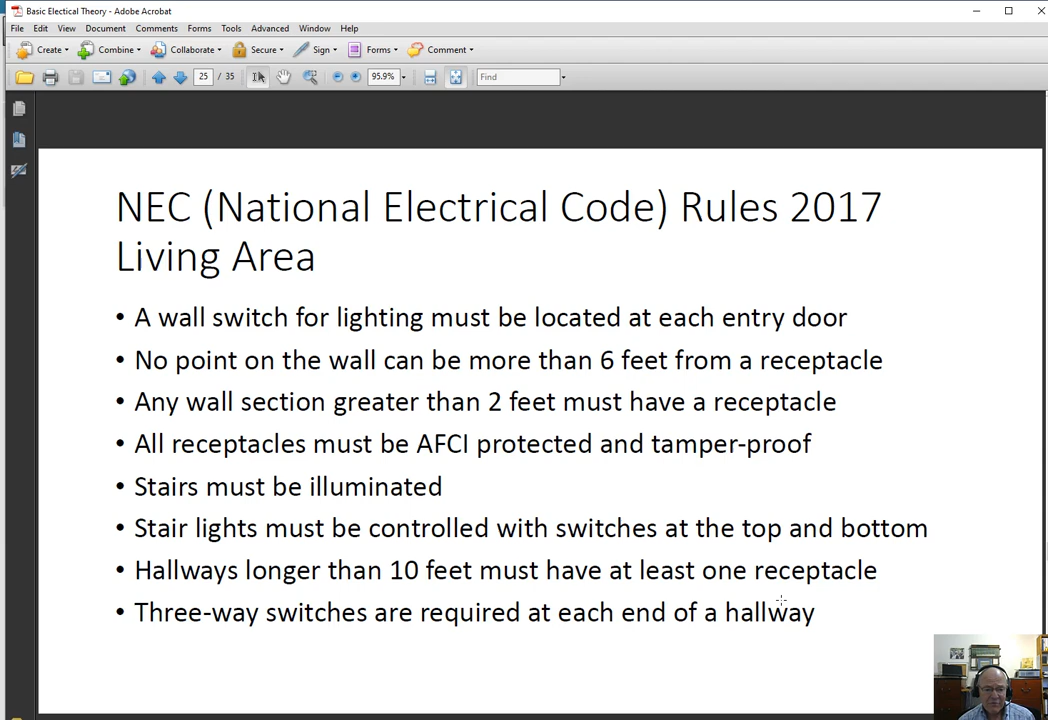 Basic Electical Theory - Adobe Acrobat
File Edit View Document Comments Forms Tools Advanced Window Help
Create Combine Collaborate Secure Sign Forms Comment
25 / 35 95.9% Find
NEC (National Electrical Code) Rules 2017
Living Area
• A wall switch for lighting must be located at each entry door
• No point on the wall can be more than 6 feet from a receptacle
• Any wall section greater than 2 feet must have a receptacle
• All receptacles must be AFCI protected and tamper-proof
• Stairs must be illuminated
• Stair lights must be controlled with switches at the top and bottom
• Hallways longer than 10 feet must have at least one receptacle
• Three-way switches are required at each end of a hallway